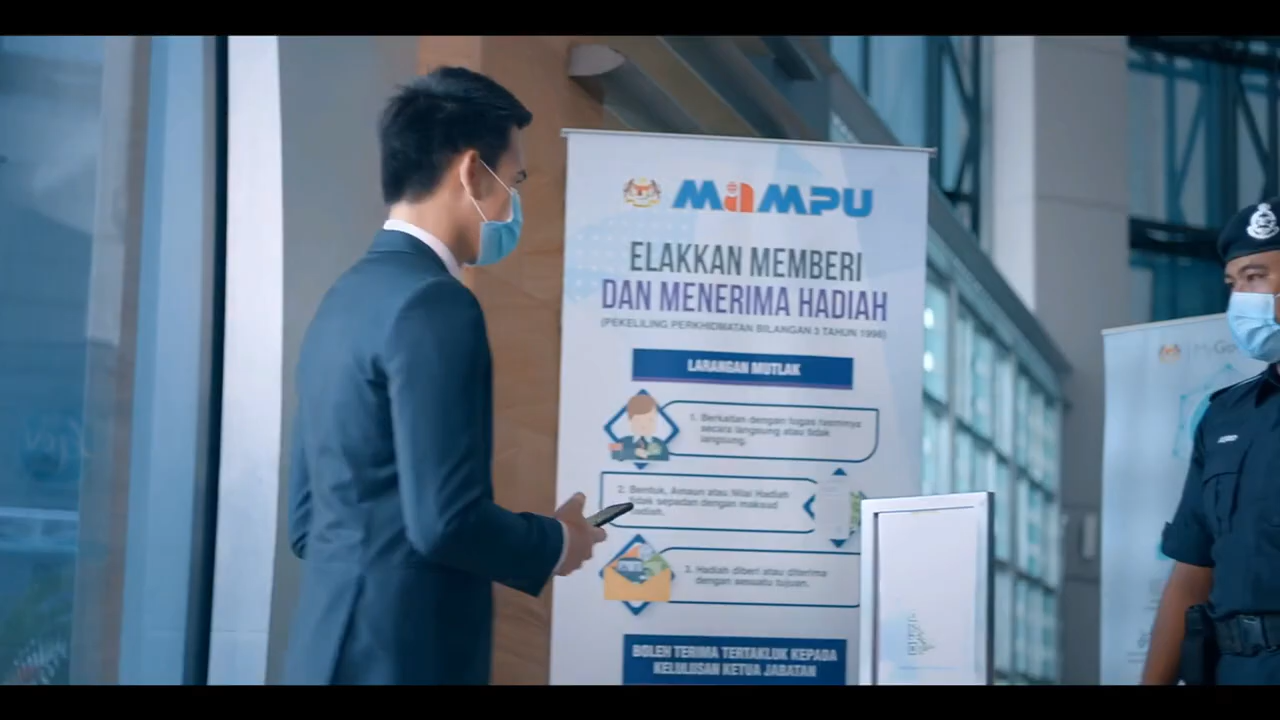 MAMPU
ELAKKAN MEMBERI
DAN MENERIMA HADIAH
(PEKELILING PERKHIDMATAN BILANGAN 3 TAHUN 1998)
LARANGAN MUTLAK
1. Berkaitan dengan tugas rasminya
secara langsung atau tidak
langsung.
2. Bentuk, Amaun atau Nilai Hadiah
tidak sepadan dengan maksud
hadiah.
3. Hadiah diberi atau diterima
dengan sesuatu tujuan.
BOLEH TERIMA TERTAKLUK KEPADA
KELULUSAN KETUA JABATAN